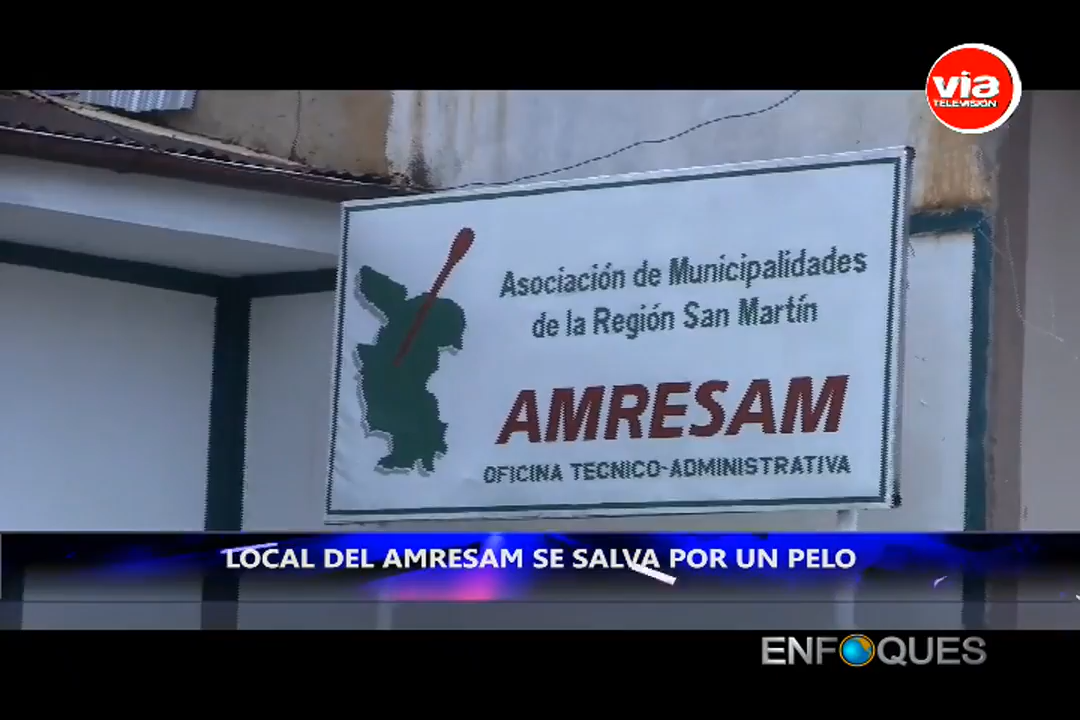 vía
TELEVISIÓN
Asociación de Municipalidades
de la Región San Martín
AMRESAM
OFICINA TECNICO-ADMINISTRATIVA
LOCAL DEL AMRESAM SE SALVA POR UN PELO
ENFOQUES